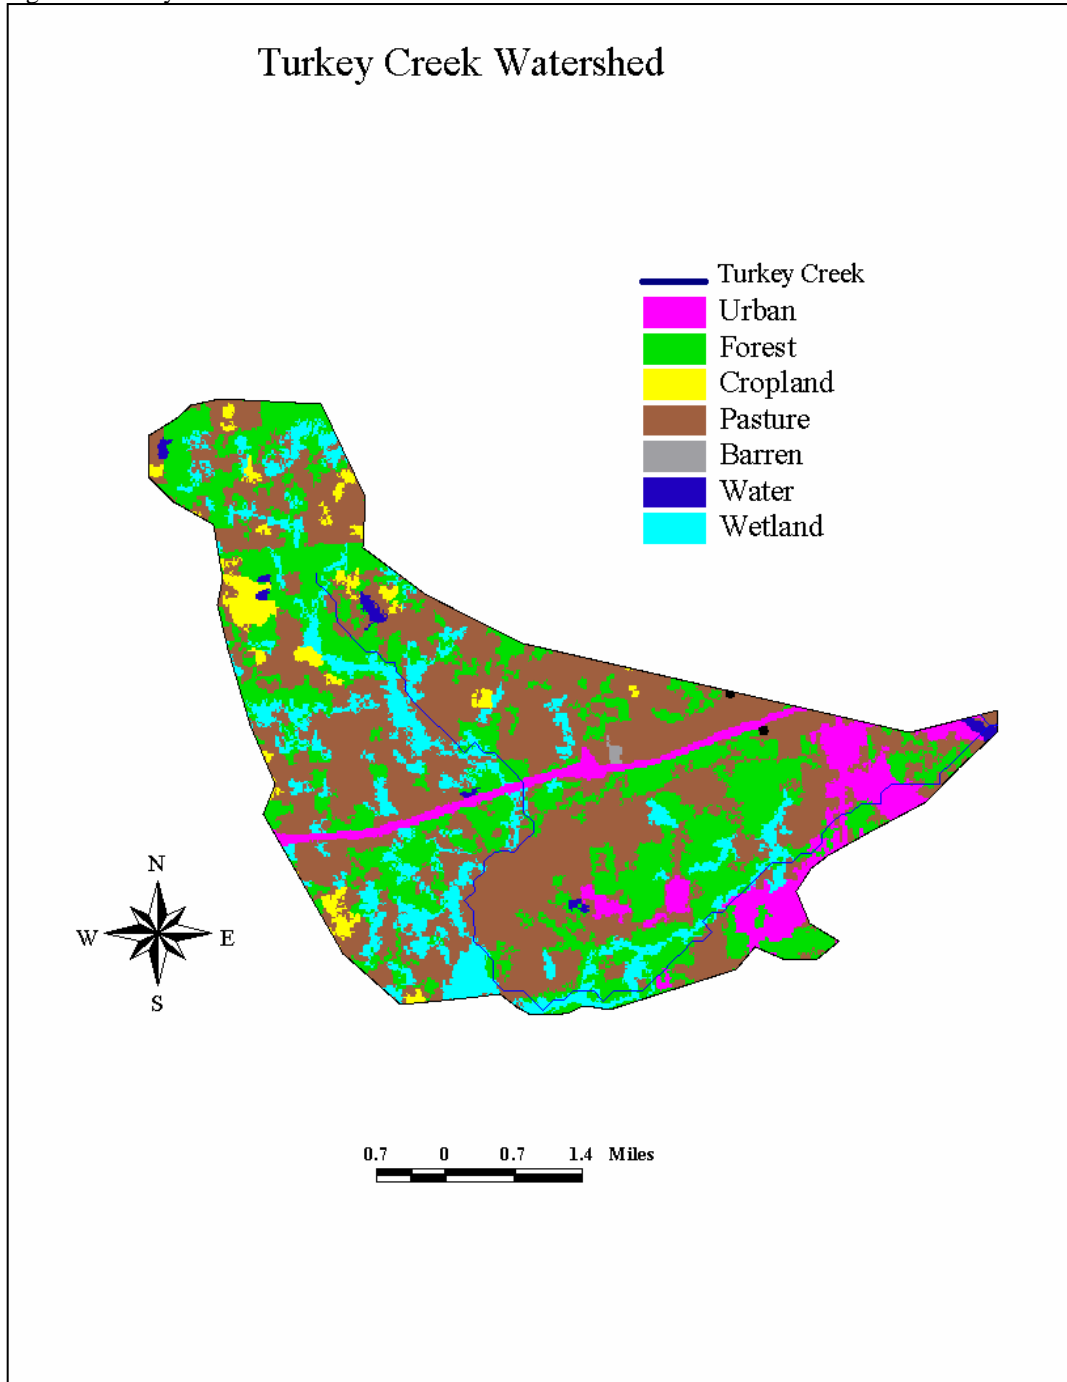 Turkey Creek Watershed
Turkey Creek
Urban
Forest
Cropland
Pasture
Barren
Water
Wetland
N
W E
S
0.7 0 0.7 1.4 Miles